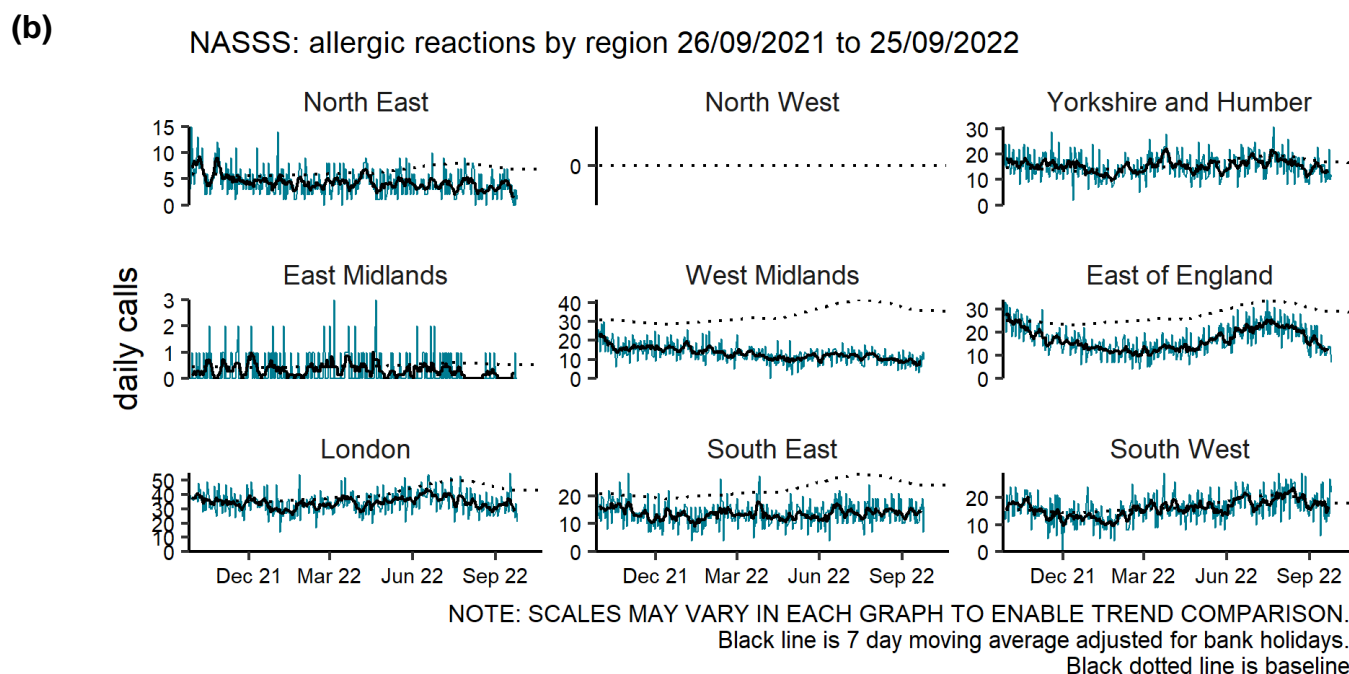 (b)
NASSS: allergic reactions by region 26/09/2021 to 25/09/2022
North East
North West
Yorkshire and Humber
15
10
5
0
0
30
20
10
0
daily calls
East Midlands
West Midlands
East of England
3
2
1
0
40
30
20
10
0
30
20
10
0
London
South East
South West
50
40
30
20
10
0
20
10
0
20
10
0
Dec 21 Mar 22 Jun 22 Sep 22
Dec 21 Mar 22 Jun 22 Sep 22
Dec 21 Mar 22 Jun 22 Sep 22
NOTE: SCALES MAY VARY IN EACH GRAPH TO ENABLE TREND COMPARISON.
Black line is 7 day moving average adjusted for bank holidays.
Black dotted line is baseline